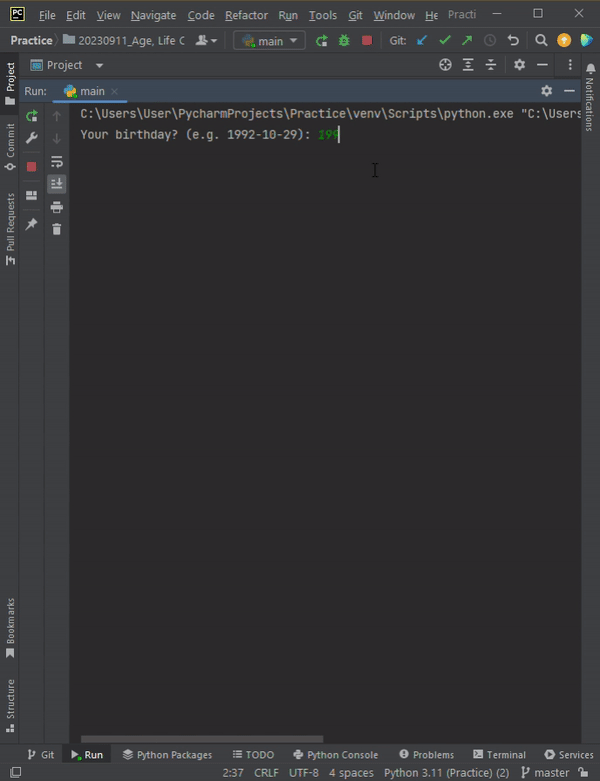 PC File Edit View Navigate Code Refactor Run Tools Git Window He Practi
Practice 20230911_Age, Life C main Git:
Project
Run: main
C:\Users\User\PycharmProjects\Practice\venv\Scripts\python.exe "C:\Users
Your birthday? (e.g. 1992-10-29): 199
Project
Commit
Pull Requests
Bookmarks
Structure
Notifications
Git Run Python Packages TODO Python Console Problems Terminal Services
2:37 CRLF UTF-8 4 spaces Python 3.11 (Practice) (2) master